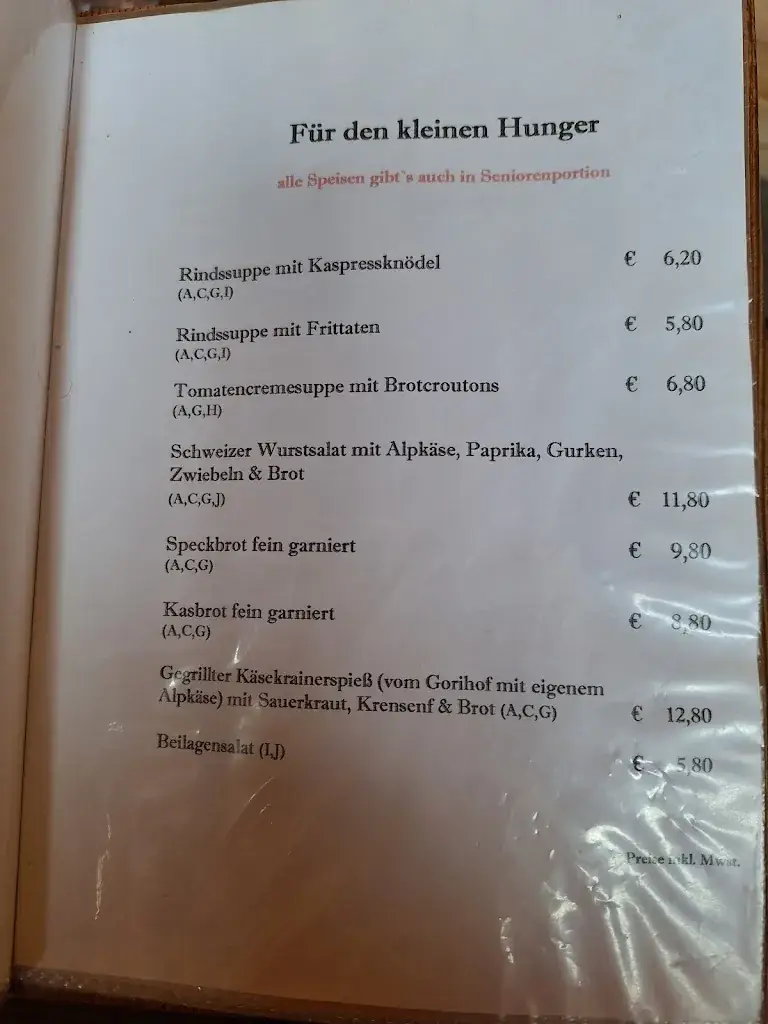 Für den kleinen Hunger
alle Speisen gibt`s auch in Seniorenportion
Rindssuppe mit Kaspressknödel € 6,20
(A,C,G,I)
Rindssuppe mit Frittaten € 5,80
(A,C,G,I)
Tomatencremesuppe mit Brotcroutons € 6,80
(A,G,H)
Schweizer Wurstsalat mit Alpkäse, Paprika, Gurken,
Zwiebeln & Brot
(A,C,G,J) € 11,80
Speckbrot fein garniert € 9,80
(A,C,G)
Kasbrot fein garniert € 8,80
(A,C,G)
Gegrillter Käsekrainerspieß (vom Gorihof mit eigenem
Alpkäse) mit Sauerkraut, Krensenf & Brot (A,C,G) € 12,80
Beilagensalat (I,J) € 5,80
Preise inkl. Mwst.